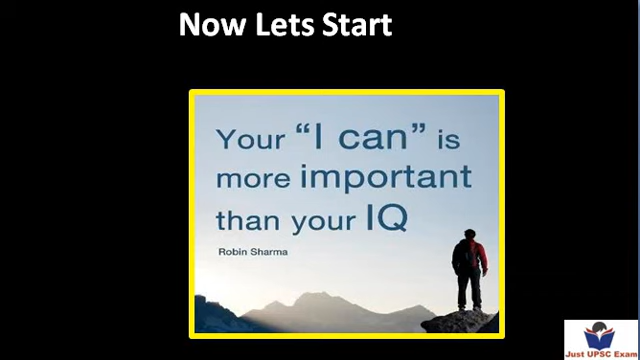 Now Lets Start
Your “I can” is
more important
than your IQ
Robin Sharma
Just UPSC Exam